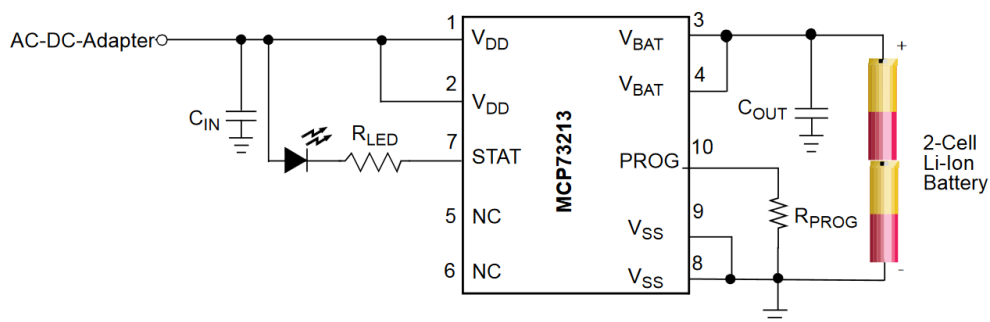 AC-DC-Adapter
1
VDD
2
VDD
CIN
RLED
7
STAT
5
NC
6
NC
MCP73213
3
VBAT
4
VBAT
COUT
10
PROG
RPROG
9
VSS
8
VSS
+
2-Cell
Li-Ion
Battery
-